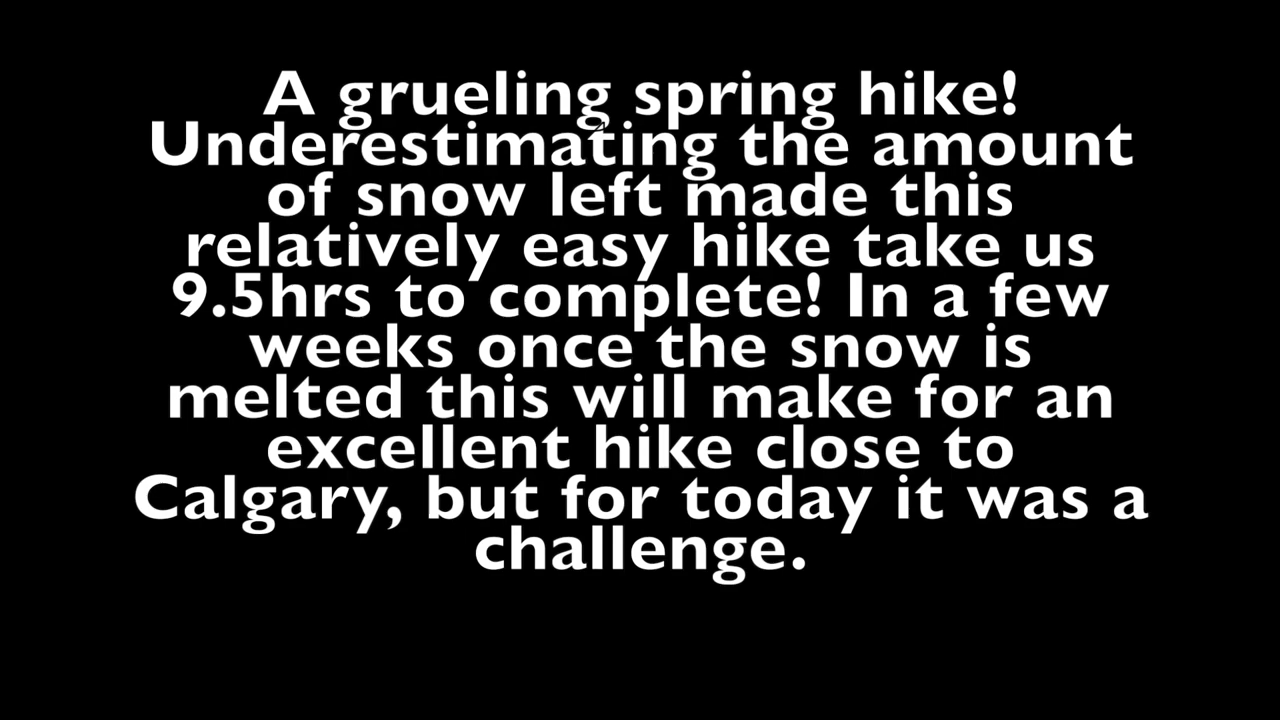 A grueling spring hike!
Underestimating the amount
of snow left made this
relatively easy hike take us
9.5hrs to complete! In a few
weeks once the snow is
melted this will make for an
excellent hike close to
Calgary, but for today it was a
challenge.